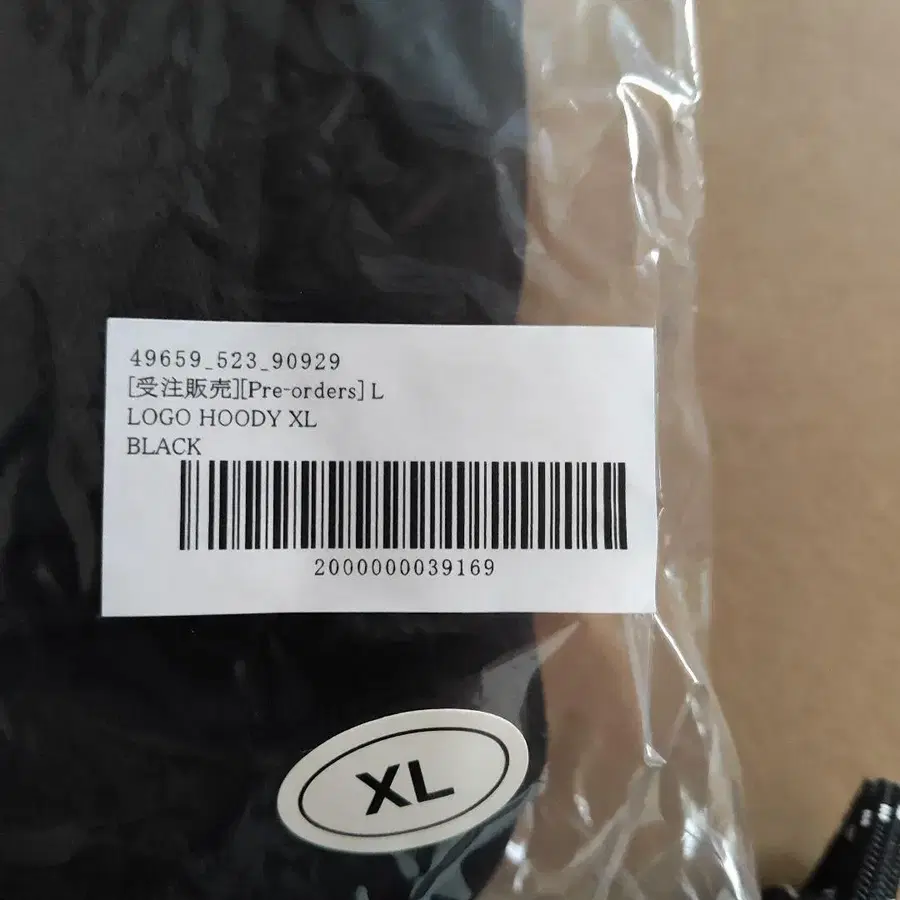 49659_523_90929
[受注販売][Pre-orders] L
LOGO HOODY XL
BLACK
2000000039169
XL